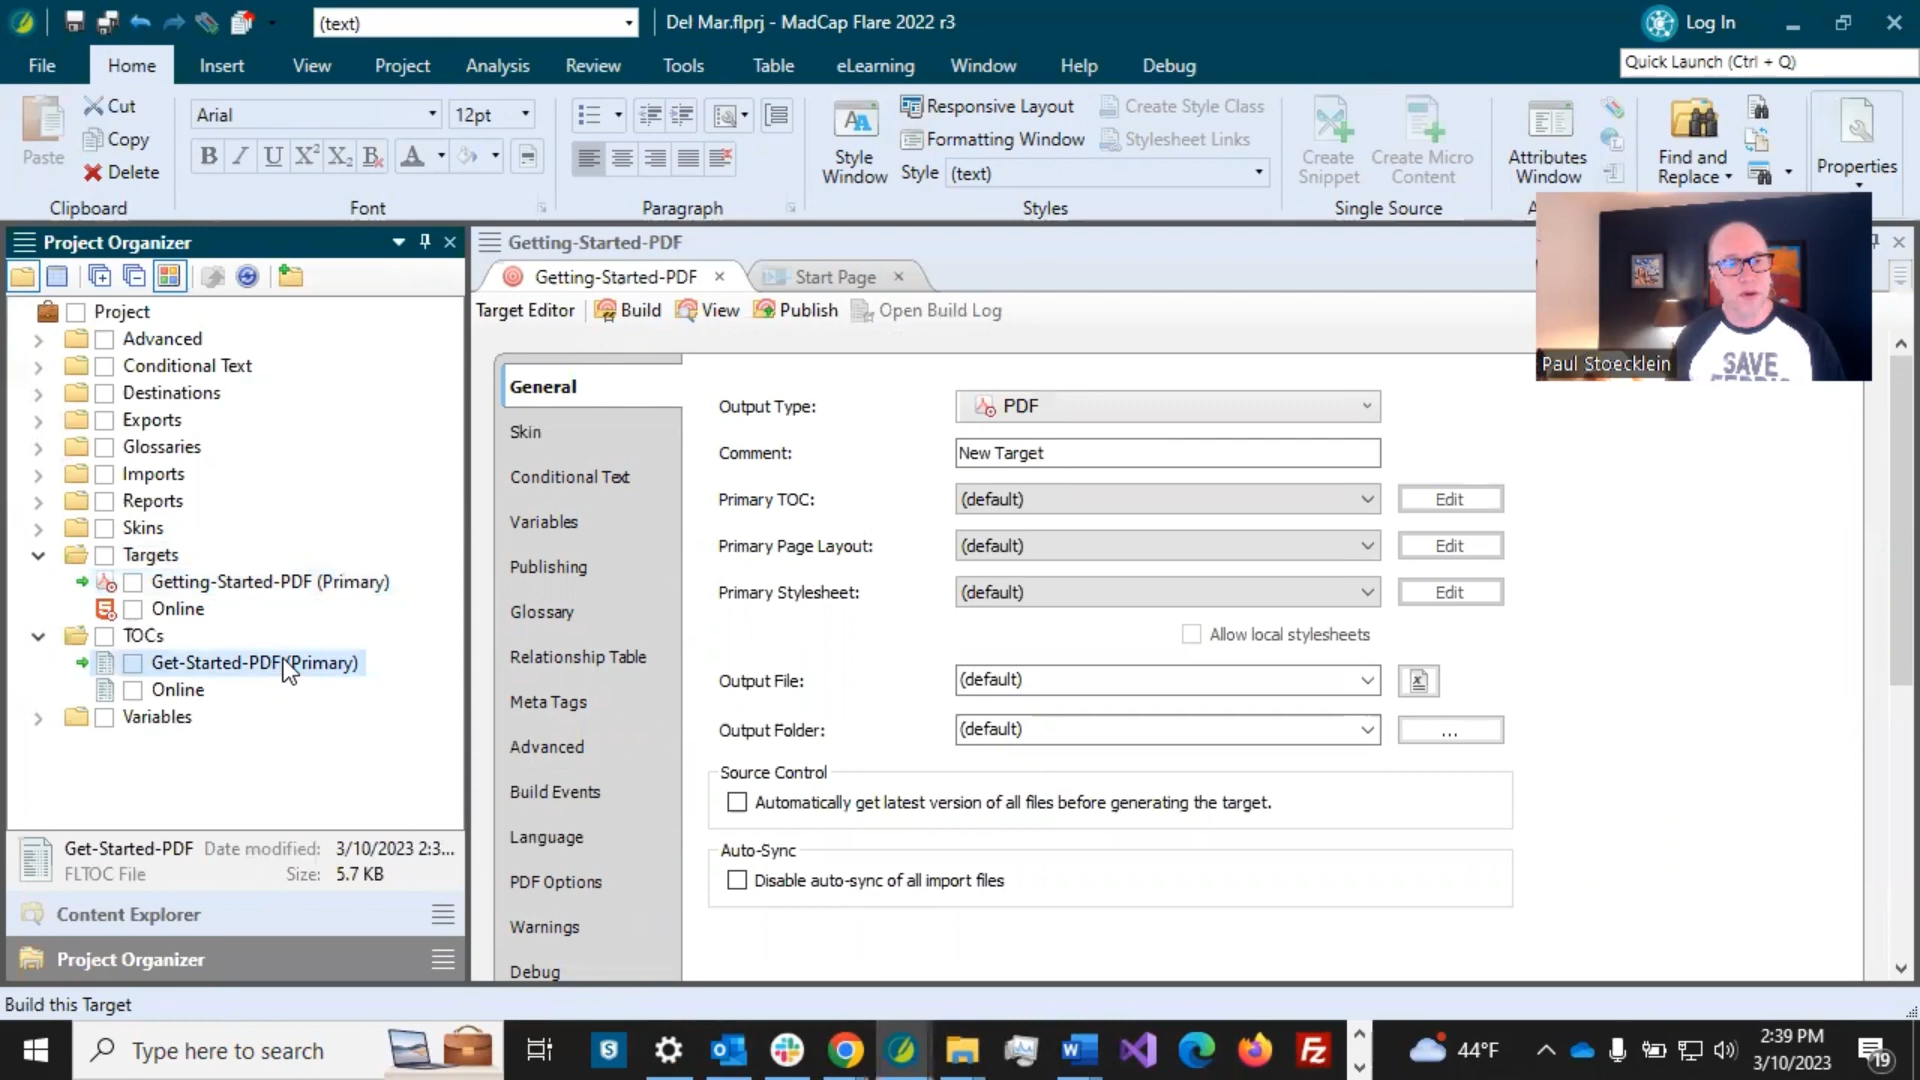 (text)
Del Mar.flprj - MadCap Flare 2022 r3
Log In
File Home Insert View Project Analysis Review Tools Table eLearning Window Help Debug
Quick Launch (Ctrl + Q)
Paste
Cut
Copy
Delete
Clipboard
Arial
12pt
B I U X² X₂ B
A
Font
Paragraph
Style Window
Responsive Layout
Formatting Window
Style (text)
Create Style Class
Stylesheet Links
Styles
Create Snippet
Create Micro Content
Single Source
Attributes Window
Find and Replace
Properties
Project Organizer
Project
Advanced
Conditional Text
Destinations
Exports
Glossaries
Imports
Reports
Skins
Targets
Getting-Started-PDF (Primary)
Online
TOCs
Get-Started-PDF (Primary)
Online
Variables
Get-Started-PDF Date modified: 3/10/2023 2:3...
FLTOC File Size: 5.7 KB
Content Explorer
Project Organizer
Getting-Started-PDF
Getting-Started-PDF
Start Page
Target Editor Build View Publish Open Build Log
General
Skin
Conditional Text
Variables
Publishing
Glossary
Relationship Table
Meta Tags
Advanced
Build Events
Language
PDF Options
Warnings
Debug
Output Type: PDF
Comment: New Target
Primary TOC: (default) Edit
Primary Page Layout: (default) Edit
Primary Stylesheet: (default) Edit
Allow local stylesheets
Output File: (default)
Output Folder: (default) ...
Source Control
Automatically get latest version of all files before generating the target.
Auto-Sync
Disable auto-sync of all import files
Paul Stoecklein
SAVE
Build this Target
Type here to search
44°F
2:39 PM
3/10/2023
19